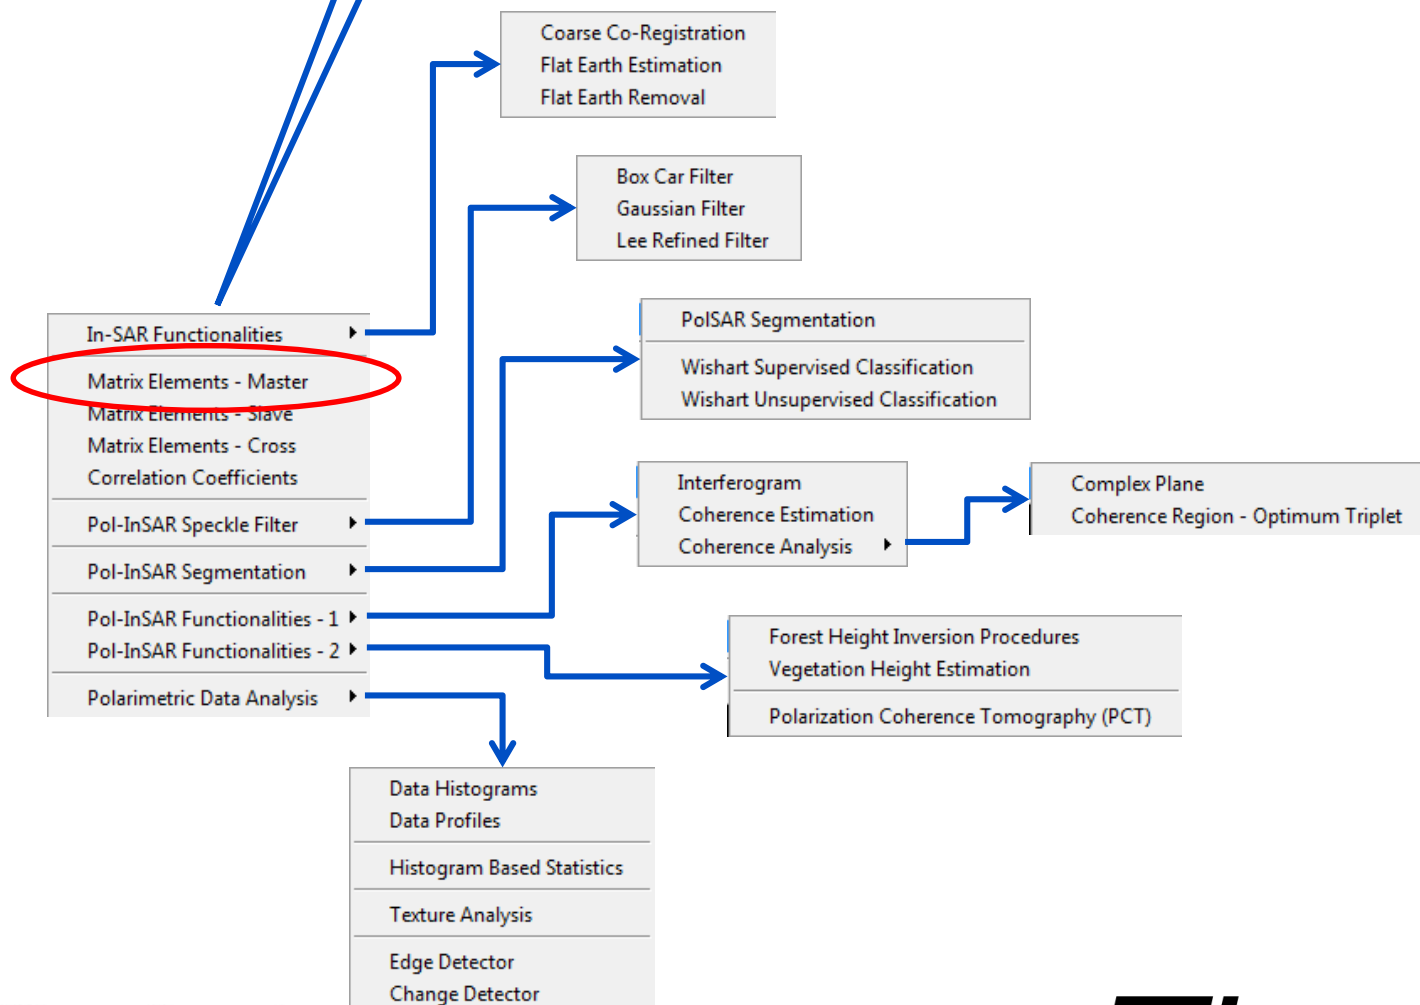 Coarse Co-Registration
Flat Earth Estimation
Flat Earth Removal
Box Car Filter
Gaussian Filter
Lee Refined Filter
In-SAR Functionalities
Matrix Elements - Master
Matrix Elements - Slave
Matrix Elements - Cross
Correlation Coefficients
Pol-InSAR Speckle Filter
Pol-InSAR Segmentation
Pol-InSAR Functionalities - 1
Pol-InSAR Functionalities - 2
Polarimetric Data Analysis
PolSAR Segmentation
Wishart Supervised Classification
Wishart Unsupervised Classification
Interferogram
Coherence Estimation
Coherence Analysis
Complex Plane
Coherence Region - Optimum Triplet
Forest Height Inversion Procedures
Vegetation Height Estimation
Polarization Coherence Tomography (PCT)
Data Histograms
Data Profiles
Histogram Based Statistics
Texture Analysis
Edge Detector
Change Detector